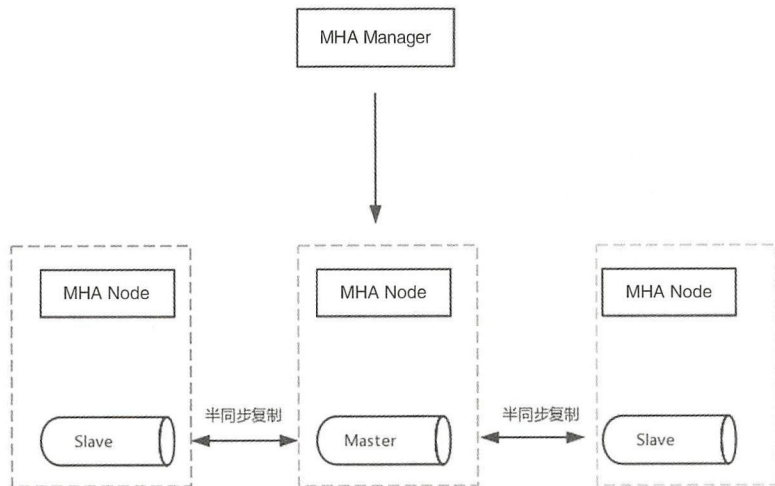 MHA Manager
MHA Node
MHA Node
MHA Node
半同步复制
半同步复制
Slave
Master
Slave